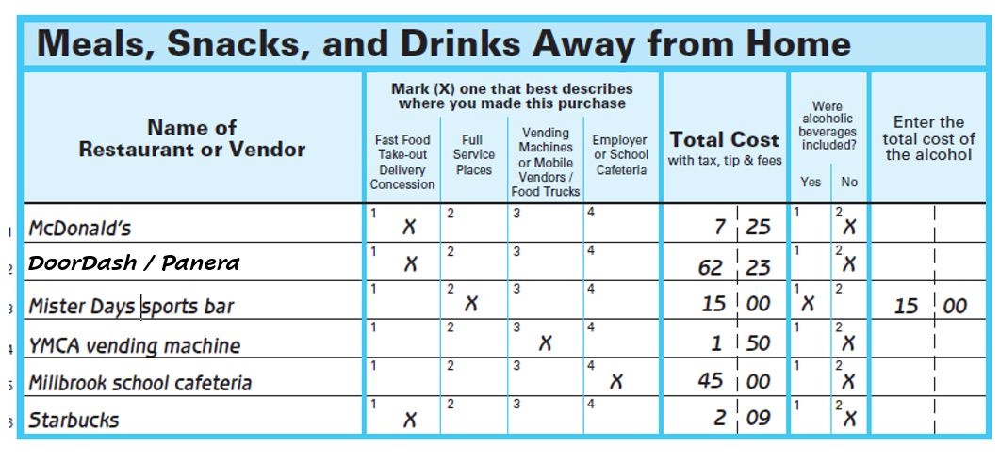 Meals, Snacks, and Drinks Away from Home
Name of
Restaurant or Vendor
Mark (X) one that best describes
where you made this purchase
Fast Food
Take-out
Delivery
Concession
Full
Service
Places
Vending
Machines
or Mobile
Vendors /
Food Trucks
Employer
or School
Cafeteria
Total Cost
with tax, tip & fees
Were
alcoholic
beverages
included?
Yes No
Enter the
total cost of
the alcohol
1 McDonald's 1 X 2 3 4 7 25 1 2 X
2 DoorDash / Panera 1 X 2 3 4 62 23 1 2 X
3 Mister Days sports bar 1 2 X 3 4 15 00 1 X 2 15 00
4 YMCA vending machine 1 2 3 X 4 1 50 1 2 X
5 Millbrook school cafeteria 1 2 3 4 X 45 00 1 2 X
6 Starbucks 1 X 2 3 4 2 09 1 2 X